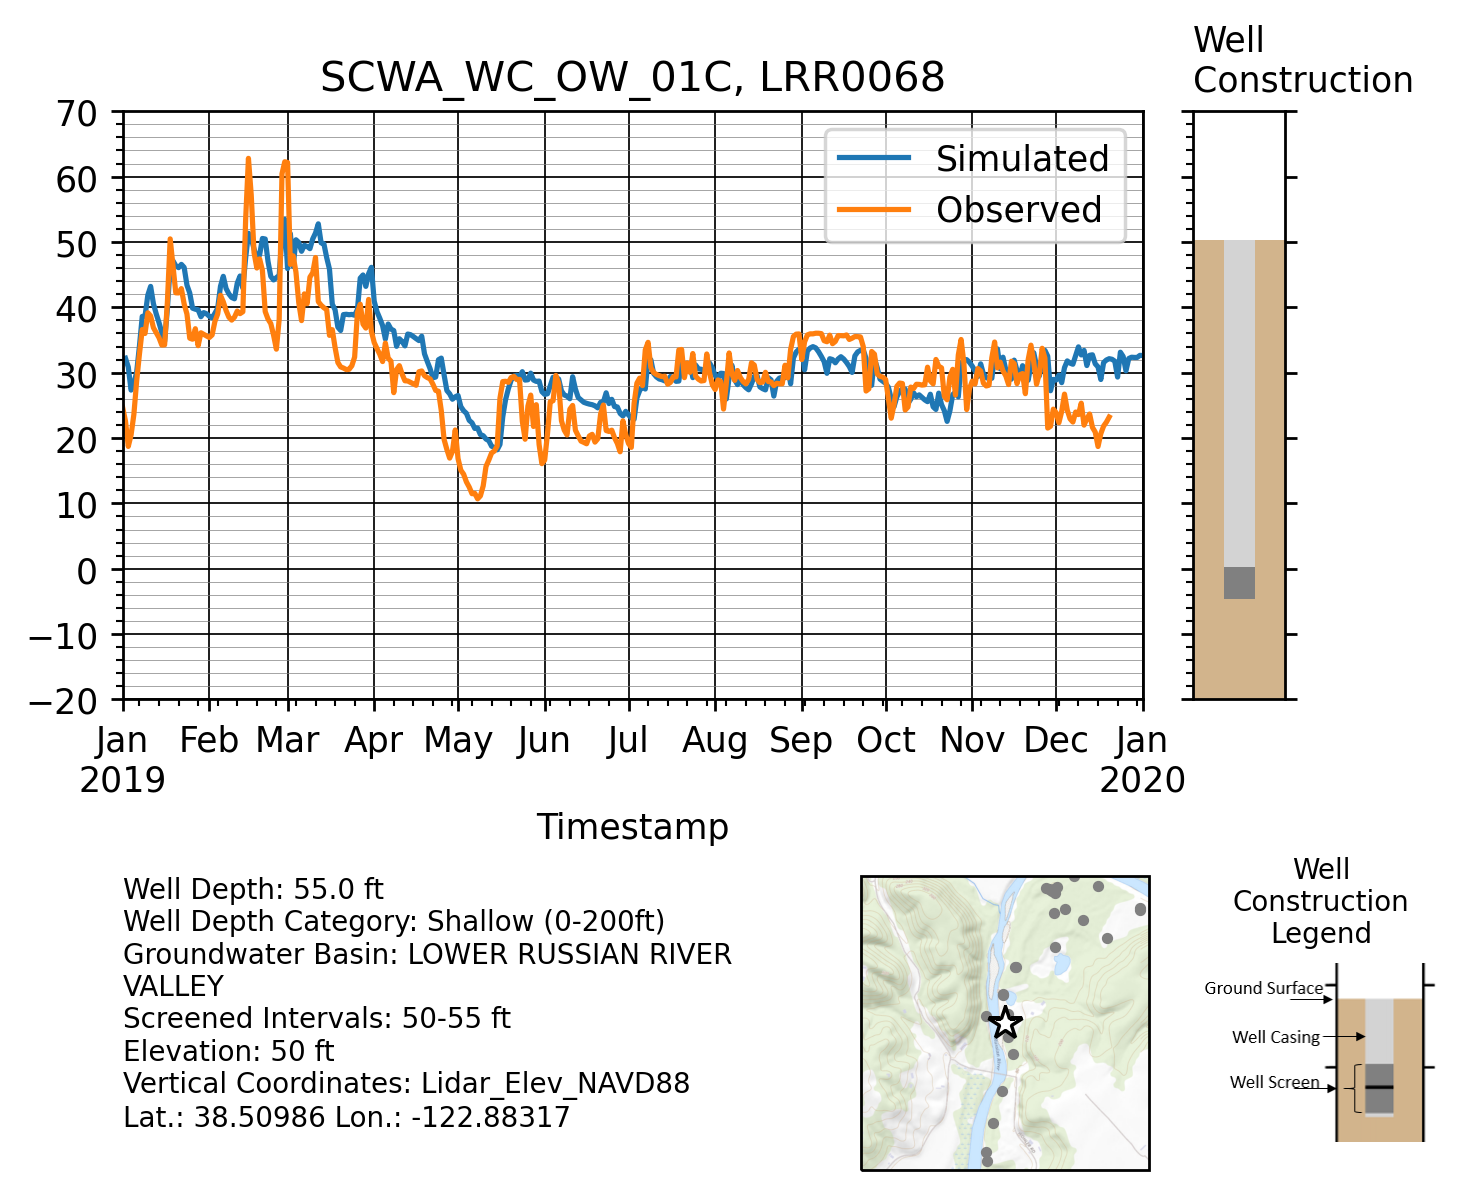 Well
Construction
SCWA_WC_OW_01C, LRR0068
70
60
50
40
30
20
10
0
−10
−20
Simulated
Observed
Jan Feb Mar Apr May Jun Jul Aug Sep Oct Nov Dec Jan
2019 2020
Timestamp
Well Depth: 55.0 ft
Well Depth Category: Shallow (0-200ft)
Groundwater Basin: LOWER RUSSIAN RIVER
VALLEY
Screened Intervals: 50-55 ft
Elevation: 50 ft
Vertical Coordinates: Lidar_Elev_NAVD88
Lat.: 38.50986 Lon.: -122.88317
Well
Construction
Legend
Ground Surface
Well Casing
Well Screen